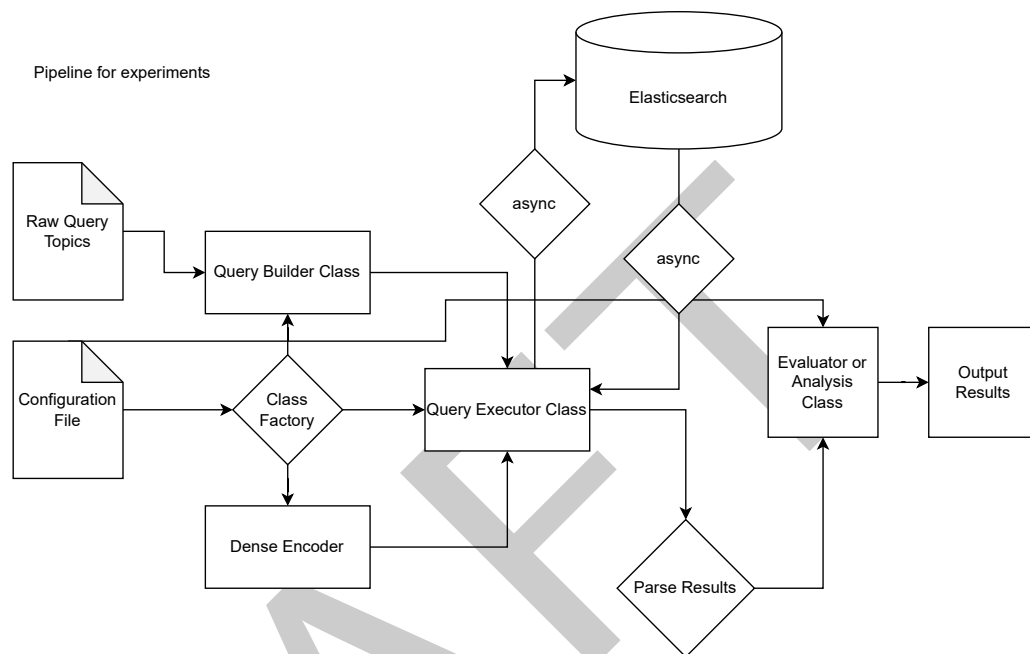 Pipeline for experiments
Elasticsearch
async
async
Raw Query
Topics
Query Builder Class
Configuration
File
Class
Factory
Query Executor Class
Evaluator or
Analysis
Class
Output
Results
Dense Encoder
Parse Results